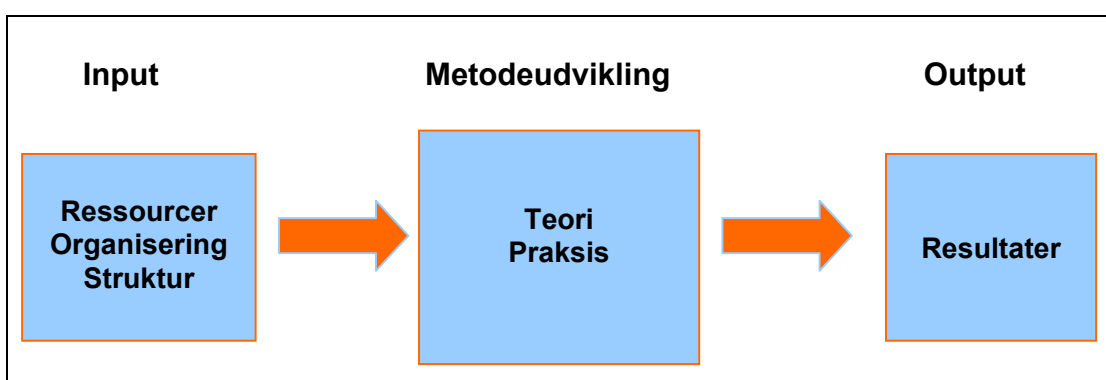 Input
Metodeudvikling
Output
Ressourcer
Organisering
Struktur
Teori
Praksis
Resultater